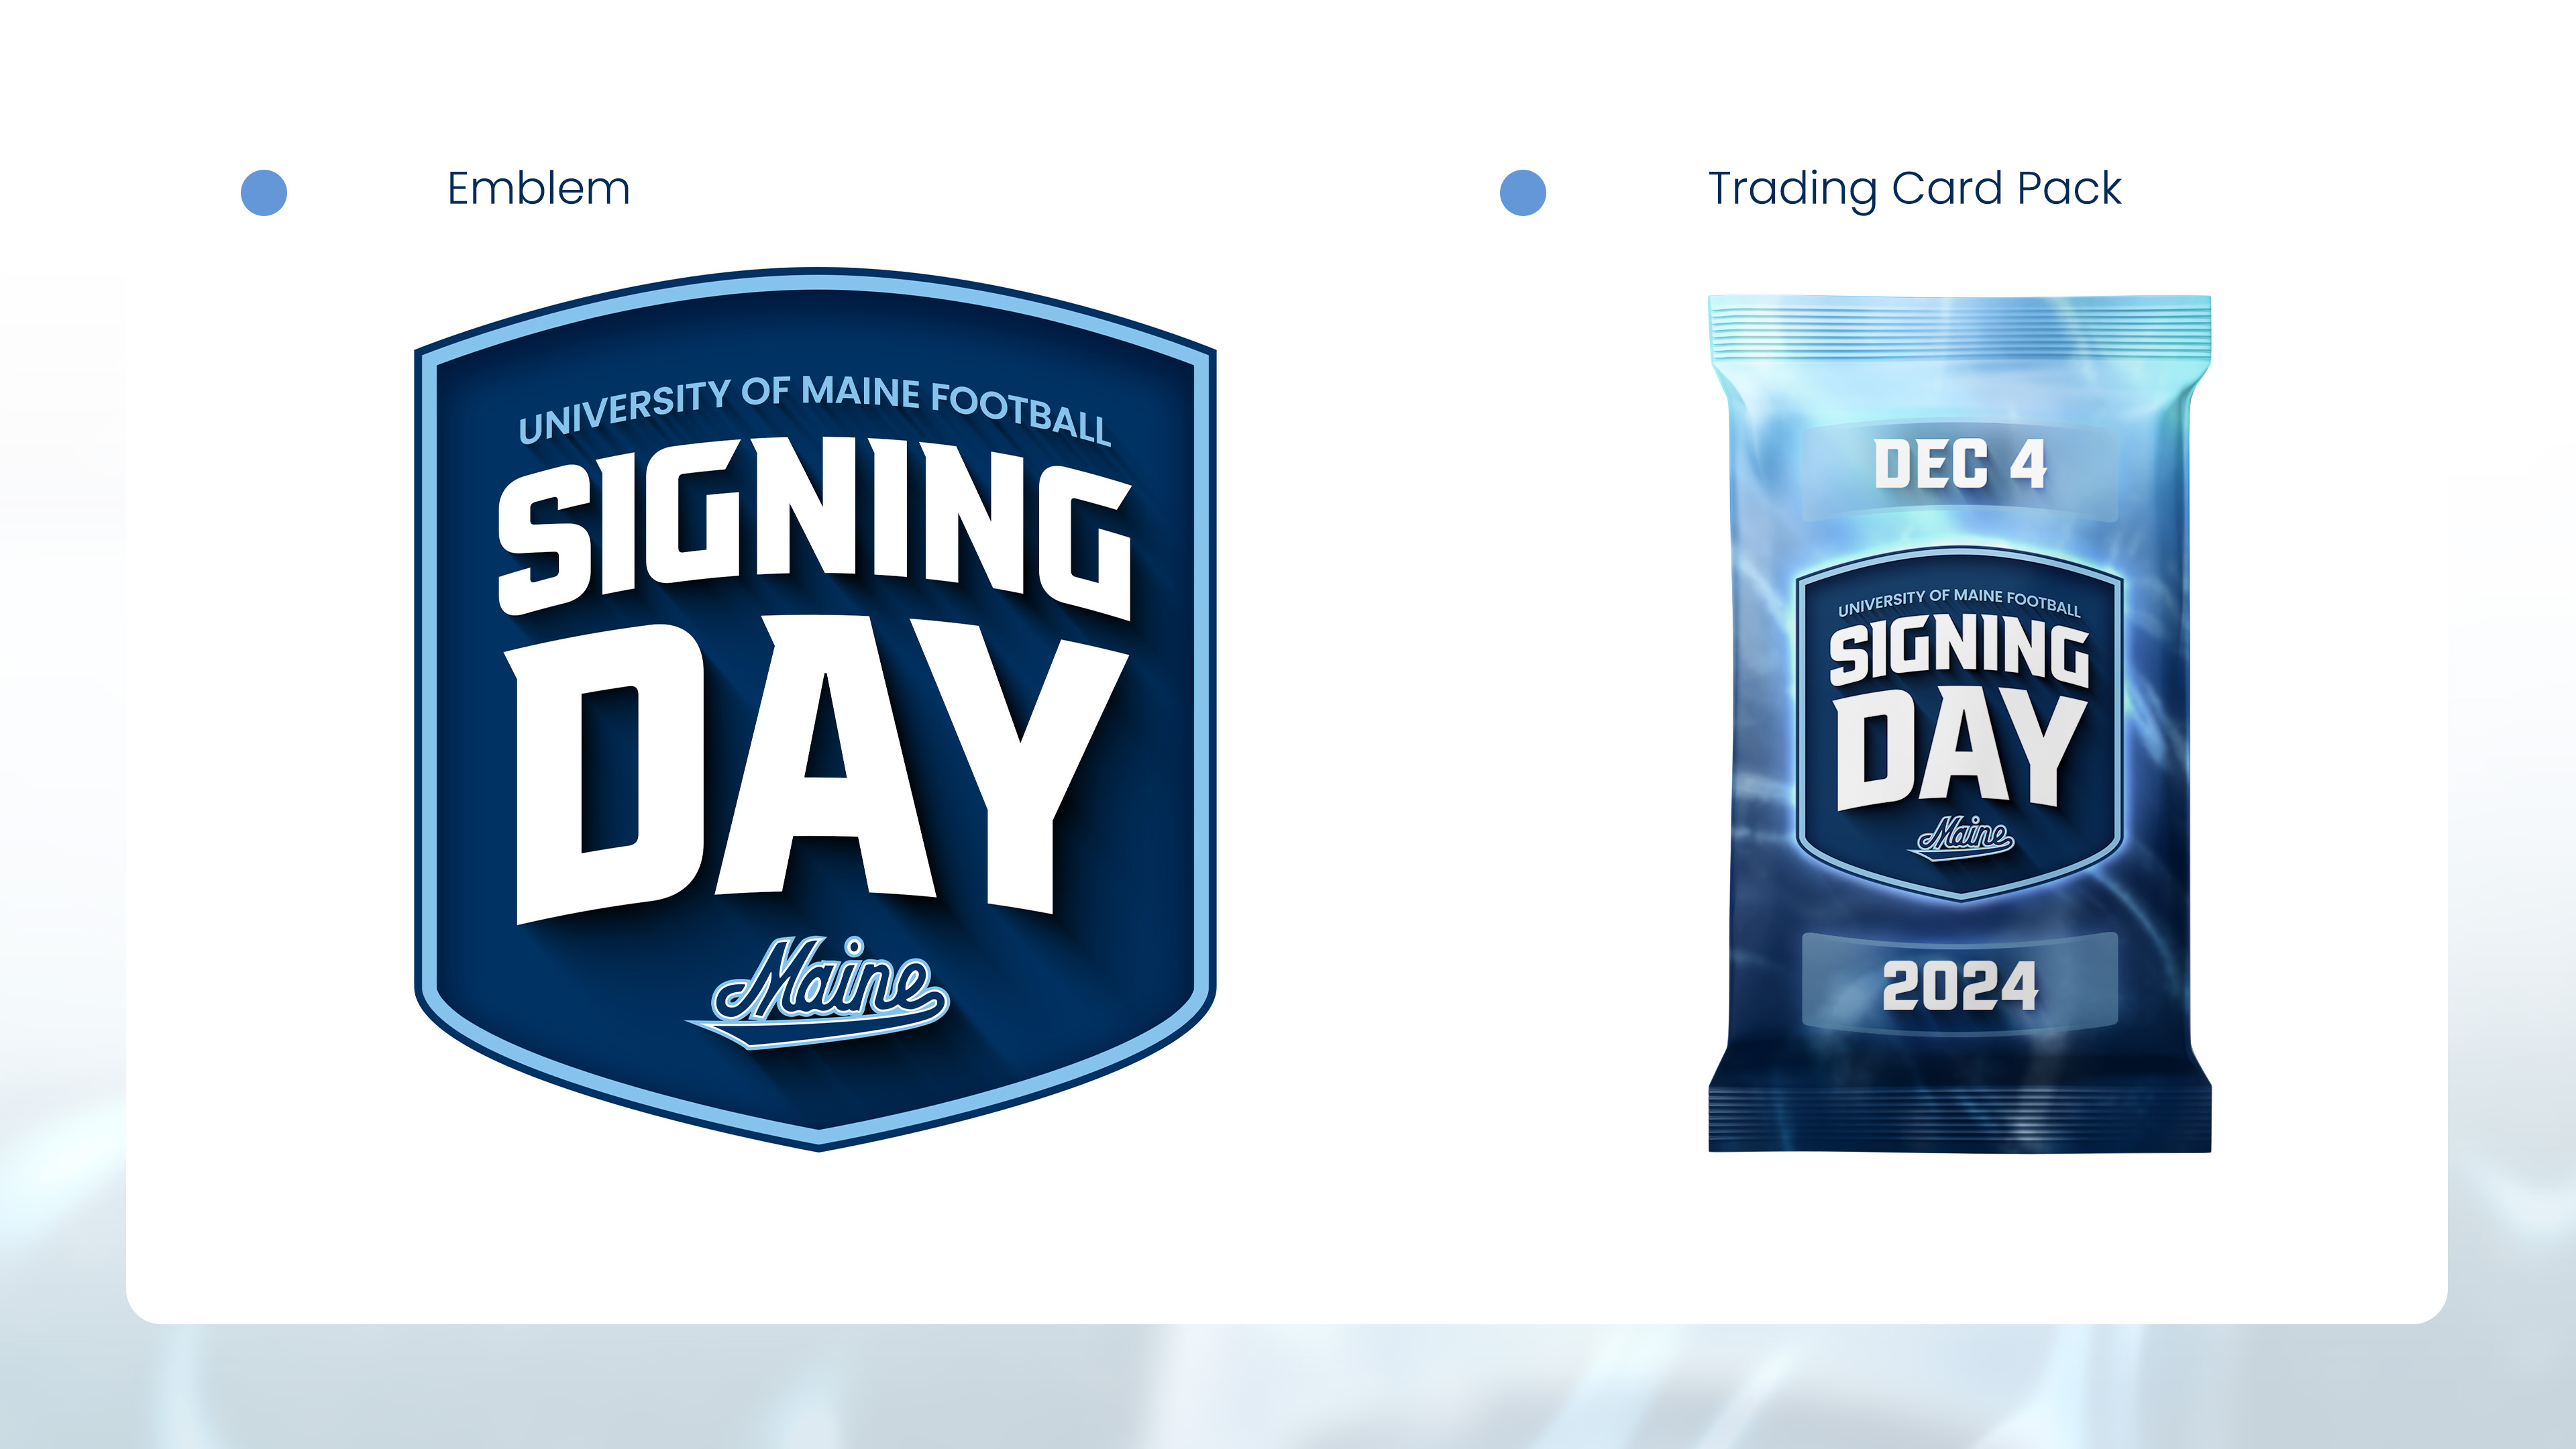 Emblem
UNIVERSITY OF MAINE FOOTBALL
SIGNING
DAY
Maine
Trading Card Pack
DEC 4
UNIVERSITY OF MAINE FOOTBALL
SIGNING
DAY
Maine
2024